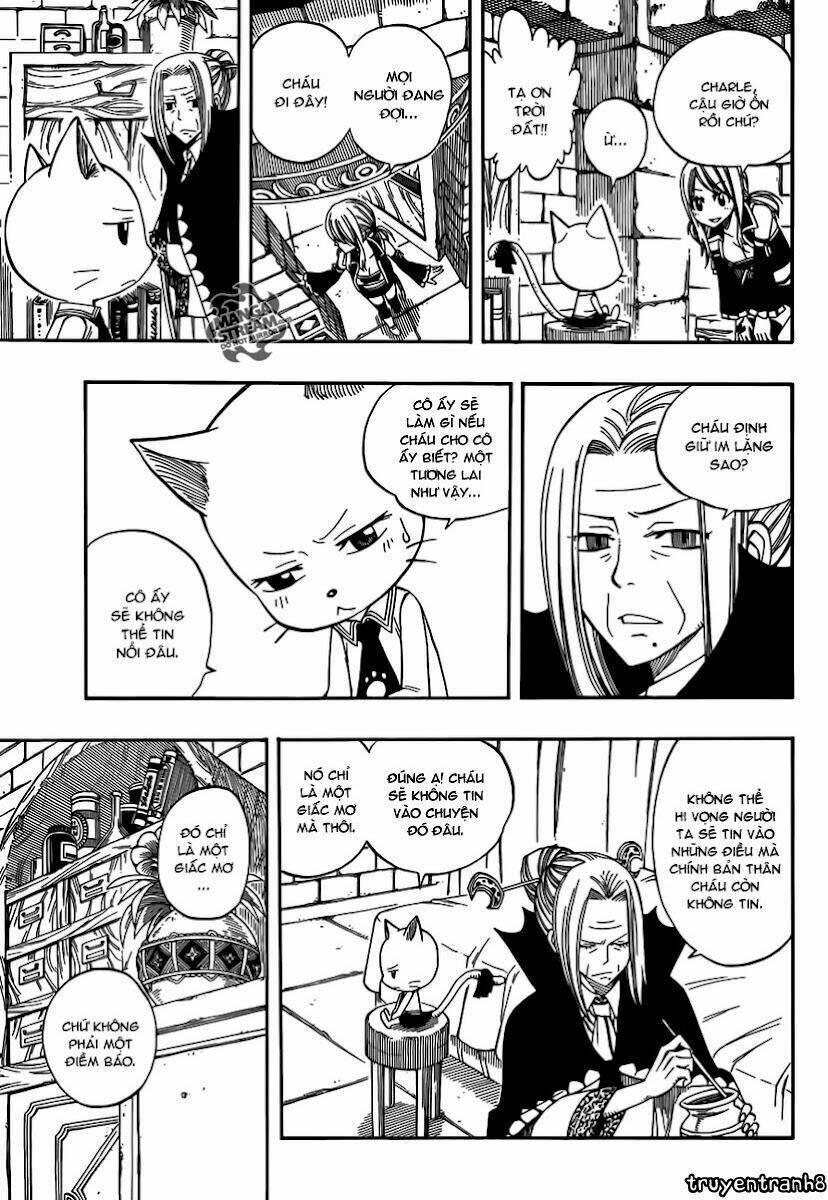 CHARLE,
CẬU GIỜ ỔN
RỒI CHỨ?
Ừ...
TẠ ƠN
TRỜI
ĐẤT!!
MỌI
NGƯỜI ĐANG
ĐỢI...
CHÁU
ĐI ĐÂY!
MANGA
STREAM
CHÁU ĐỊNH
GIỮ IM LẶNG
SAO?
CÔ ẤY SẼ
LÀM GÌ NẾU
CHÁU CHO CÔ
ẤY BIẾT? MỘT
TƯƠNG LAI
NHƯ VẬY...
CÔ ẤY
SẼ KHÔNG
THỂ TIN
NỔI ĐÂU.
KHÔNG THỂ
HI VỌNG NGƯỜI
TA SẼ TIN VÀO
NHỮNG ĐIỀU MÀ
CHÍNH BẢN THÂN
CHÁU CÒN
KHÔNG TIN.
ĐÚNG Ạ! CHÁU
SẼ KHÔNG TIN
VÀO CHUYỆN
ĐÓ ĐÂU.
NÓ CHỈ
LÀ MỘT
GIẤC MƠ
MÀ THÔI.
ĐÓ CHỈ
LÀ MỘT
GIẤC MƠ
...
CHỨ KHÔNG
PHẢI MỘT
ĐIỀM BÁO.
truyentranh8